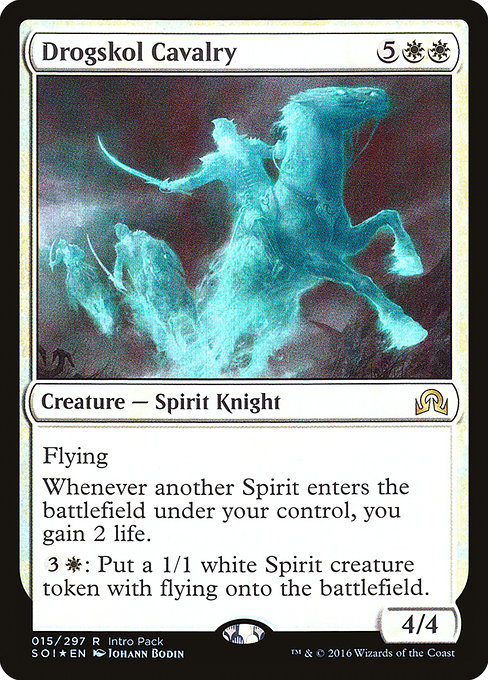 Drogskol Cavalry 5
Creature — Spirit Knight
Flying
Whenever another Spirit enters the
battlefield under your control, you
gain 2 life.
3 : Put a 1/1 white Spirit creature
token with flying onto the battlefield.
4/4
015/297 R Intro Pack
SOI★EN Johann Bodin
™ & © 2016 Wizards of the Coast